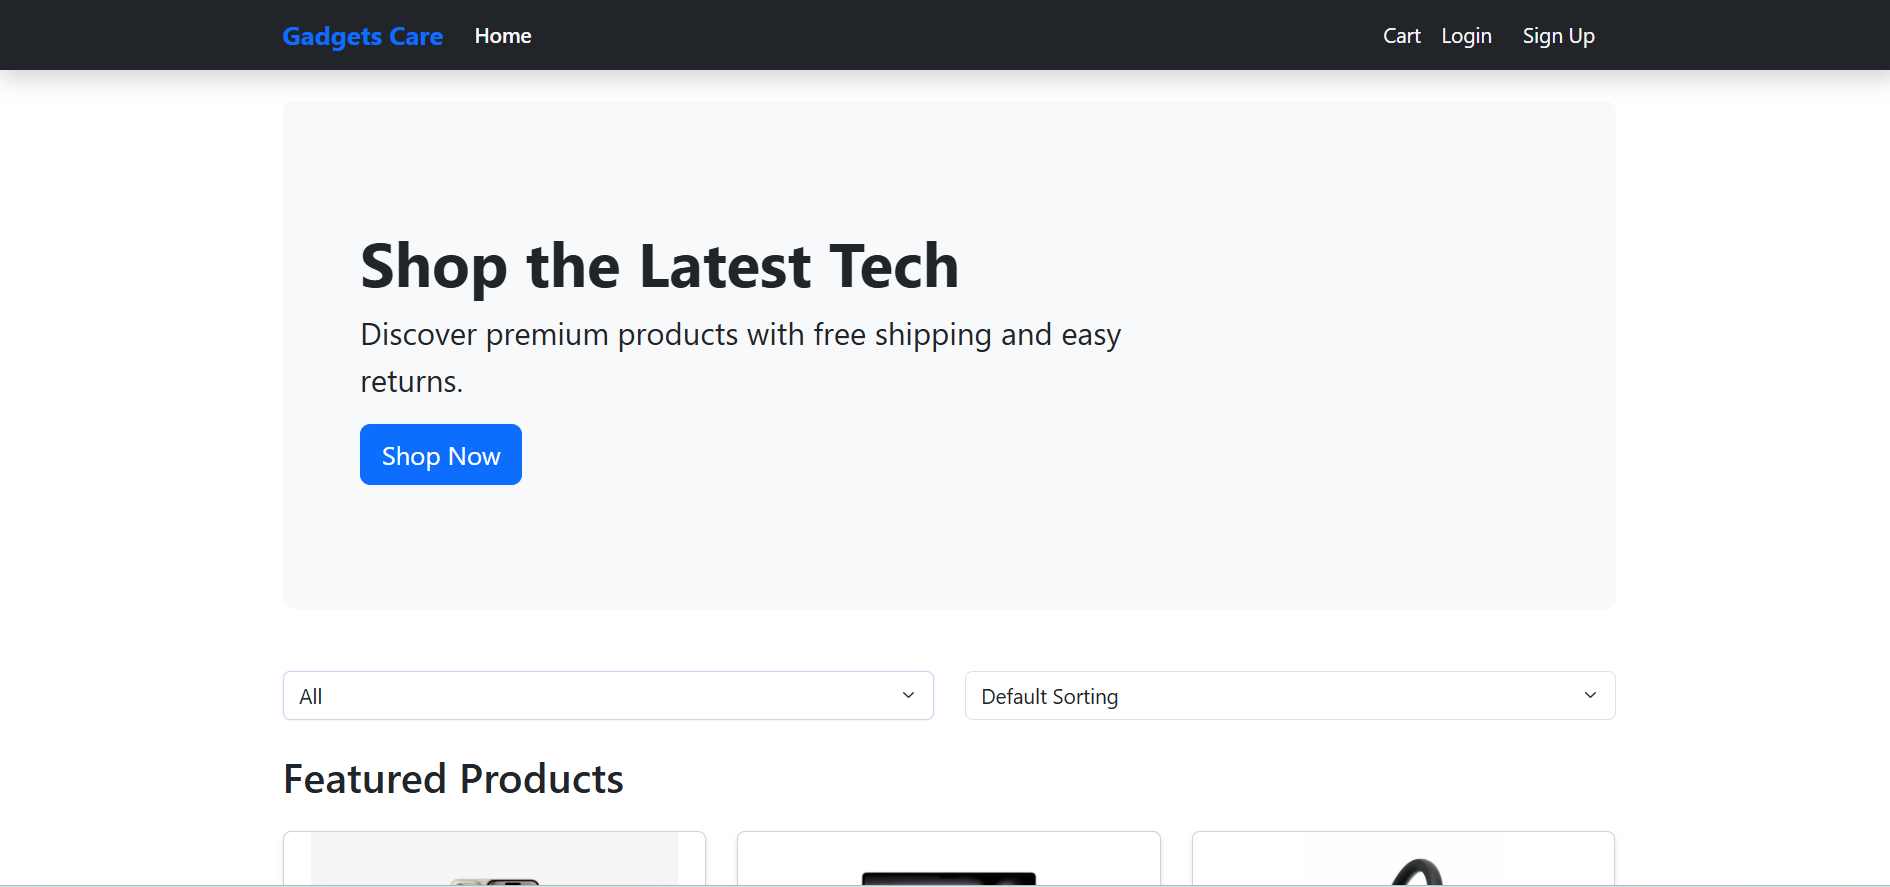 Gadgets Care Home Cart Login Sign Up
Shop the Latest Tech
Discover premium products with free shipping and easy
returns.
Shop Now
All Default Sorting
Featured Products